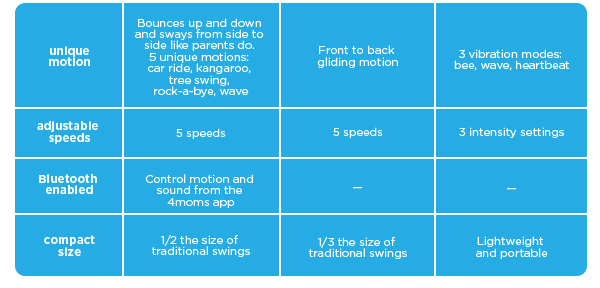 unique
motion
Bounces up and down
and sways from side to
side like parents do.
5 unique motions:
car ride, kangaroo,
tree swing,
rock-a-bye, wave
Front to back
gliding motion
3 vibration modes:
bee, wave, heartbeat
adjustable
speeds
5 speeds
5 speeds
3 intensity settings
Bluetooth
enabled
Control motion and
sound from the
4moms app
—
—
compact
size
1/2 the size of
traditional swings
1/3 the size of
traditional swings
Lightweight
and portable